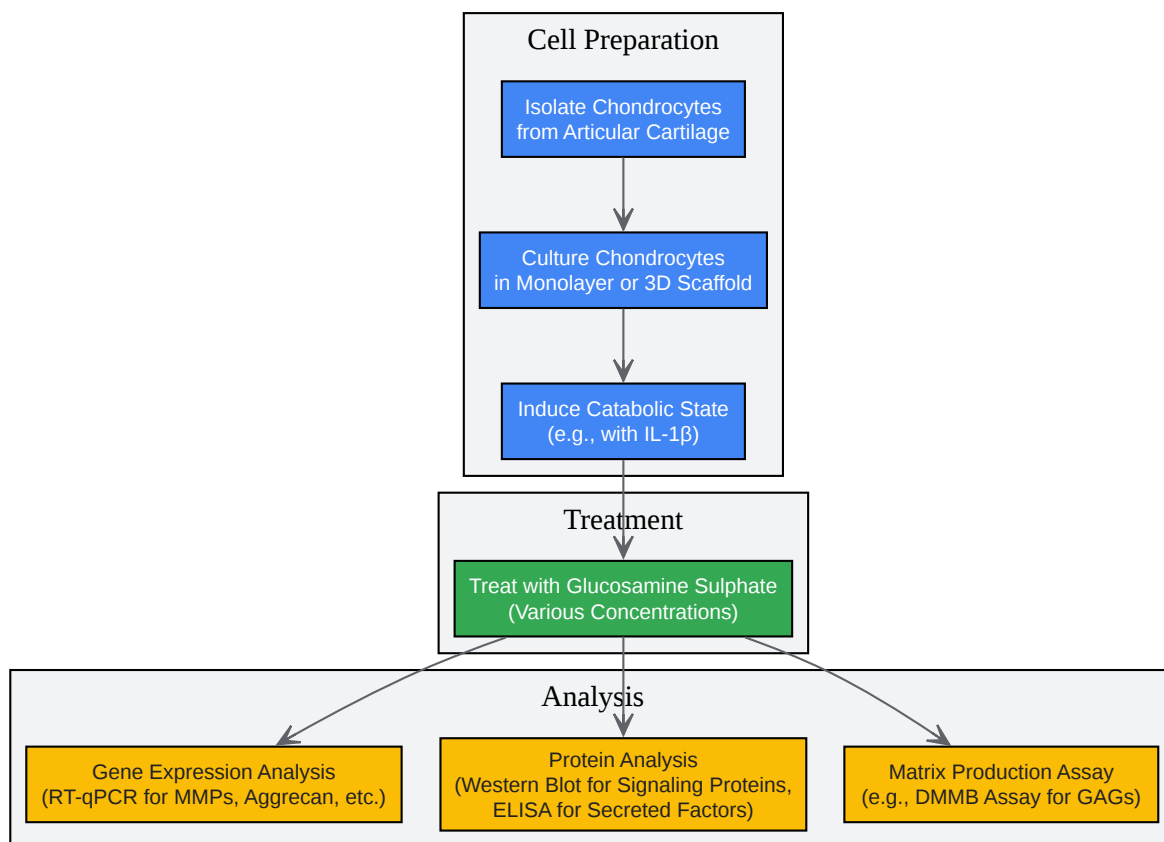 Cell Preparation
Isolate Chondrocytes
from Articular Cartilage
Culture Chondrocytes
in Monolayer or 3D Scaffold
Induce Catabolic State
(e.g., with IL-1β)
Treatment
Treat with Glucosamine Sulphate
(Various Concentrations)
Analysis
Gene Expression Analysis
(RT-qPCR for MMPs, Aggrecan, etc.)
Protein Analysis
(Western Blot for Signaling Proteins,
ELISA for Secreted Factors)
Matrix Production Assay
(e.g., DMMB Assay for GAGs)